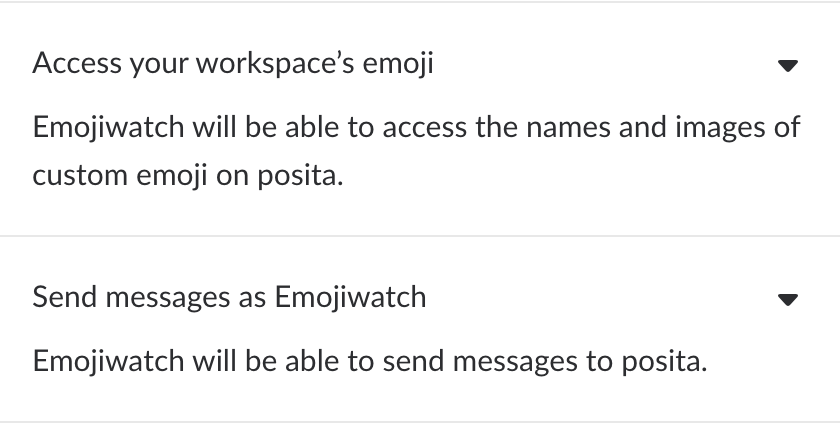 Access your workspace’s emoji
Emojiwatch will be able to access the names and images of
custom emoji on posita.
Send messages as Emojiwatch
Emojiwatch will be able to send messages to posita.